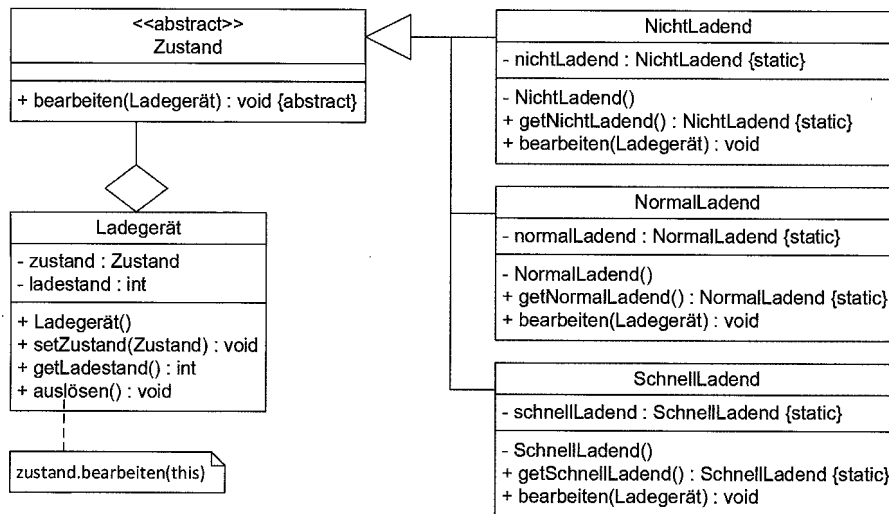 <<abstract>>
Zustand
+ bearbeiten(Ladegerät) : void {abstract}
Ladegerät
- zustand : Zustand
- ladestand : int
+ Ladegerät()
+ setZustand(Zustand) : void
+ getLadestand() : int
+ auslösen() : void
zustand.bearbeiten(this)
NichtLadend
- nichtLadend : NichtLadend {static}
- NichtLadend()
+ getNichtLadend() : NichtLadend {static}
+ bearbeiten(Ladegerät) : void
NormalLadend
- normalLadend : NormalLadend {static}
- NormalLadend()
+ getNormalLadend() : NormalLadend {static}
+ bearbeiten(Ladegerät) : void
SchnellLadend
- schnellLadend : SchnellLadend {static}
- SchnellLadend()
+ getSchnellLadend() : SchnellLadend {static}
+ bearbeiten(Ladegerät) : void